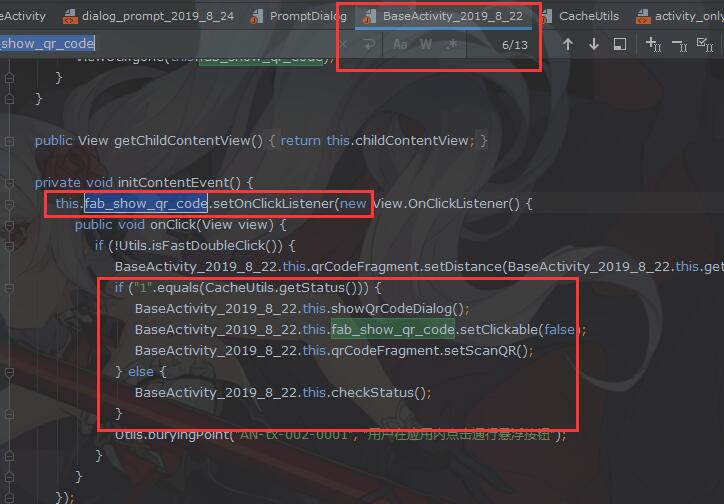 eActivity dialog_prompt_2019_8_24 PromptDialog BaseActivity_2019_8_22 CacheUtils activity_only
show_qr_code Aa W .* 6/13
ViewUtil.gone(this.fab_show_qr_code);
}
}
public View getChildContentView() { return this.childContentView; }
private void initContentEvent() {
this.fab_show_qr_code.setOnClickListener(new View.OnClickListener() {
public void onClick(View view) {
if (!Utils.isFastDoubleClick()) {
BaseActivity_2019_8_22.this.qrCodeFragment.setDistance(BaseActivity_2019_8_22.this.get
if ("1".equals(CacheUtils.getStatus())) {
BaseActivity_2019_8_22.this.showQrCodeDialog();
BaseActivity_2019_8_22.this.fab_show_qr_code.setClickable(false);
BaseActivity_2019_8_22.this.qrCodeFragment.setScanQR();
} else {
BaseActivity_2019_8_22.this.checkStatus();
}
Utils.buryingPoint("AN-tx-002-0001", "用户在应用内点击通行悬浮按钮");
}
}
});